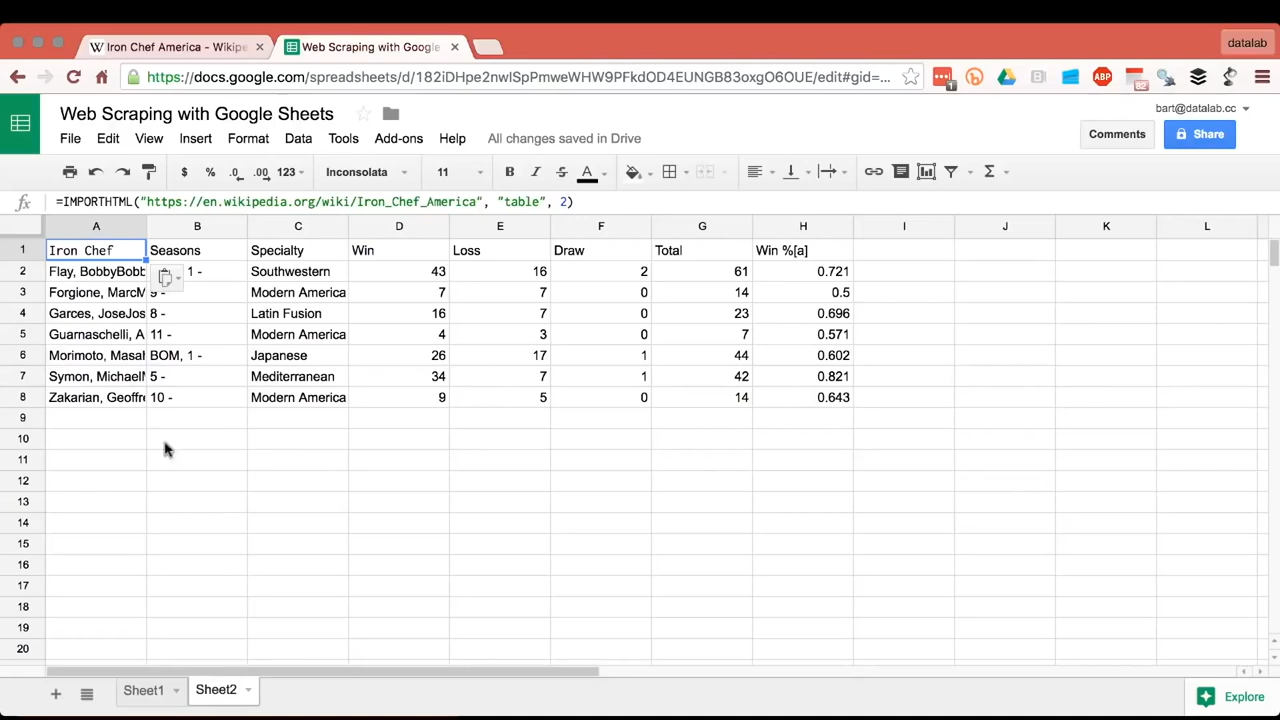 Iron Chef America - Wikipe
Web Scraping with Google
datalab
https://docs.google.com/spreadsheets/d/182iDHpe2nwlSpPmweWHW9PFkdOD4EUNGB83oxgO6OUE/edit#gid=...
Web Scraping with Google Sheets
bart@datalab.cc
File Edit View Insert Format Data Tools Add-ons Help All changes saved in Drive
Comments Share
$ % .0 .00 123 Inconsolata 11 B I S A Σ
fx =IMPORTHTML("https://en.wikipedia.org/wiki/Iron_Chef_America", "table", 2)
A B C D E F G H I J K L
1 Iron Chef Seasons Specialty Win Loss Draw Total Win %[a]
2 Flay, BobbyBobb 1 - Southwestern 43 16 2 61 0.721
3 Forgione, MarcM 9 - Modern America 7 7 0 14 0.5
4 Garces, JoseJos 8 - Latin Fusion 16 7 0 23 0.696
5 Guarnaschelli, A 11 - Modern America 4 3 0 7 0.571
6 Morimoto, Masah BOM, 1 - Japanese 26 17 1 44 0.602
7 Symon, MichaelM 5 - Mediterranean 34 7 1 42 0.821
8 Zakarian, Geoffre 10 - Modern America 9 5 0 14 0.643
9
10
11
12
13
14
15
16
17
18
19
20
Sheet1 Sheet2 Explore